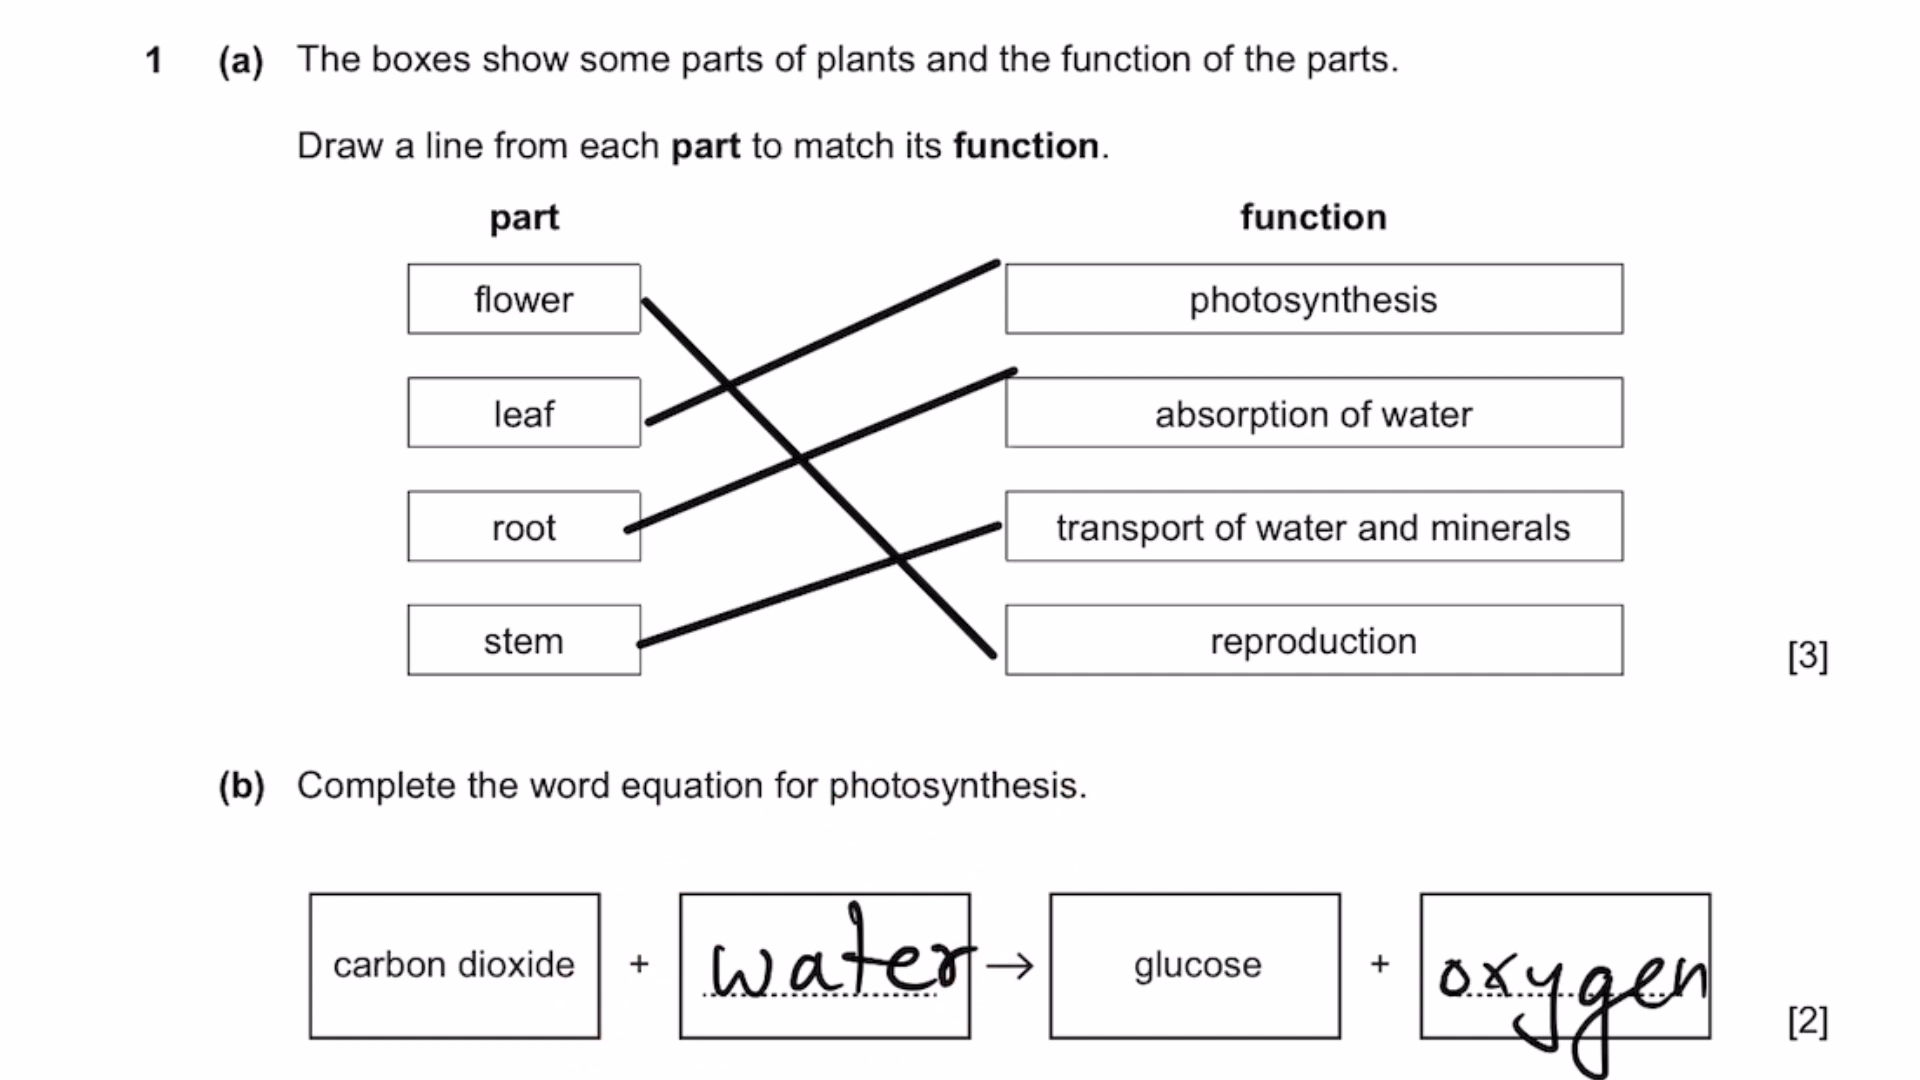 1 (a) The boxes show some parts of plants and the function of the parts.
Draw a line from each part to match its function.
part function
flower photosynthesis
leaf absorption of water
root transport of water and minerals
stem reproduction [3]
(b) Complete the word equation for photosynthesis.
carbon dioxide + water → glucose + oxygen
[2]